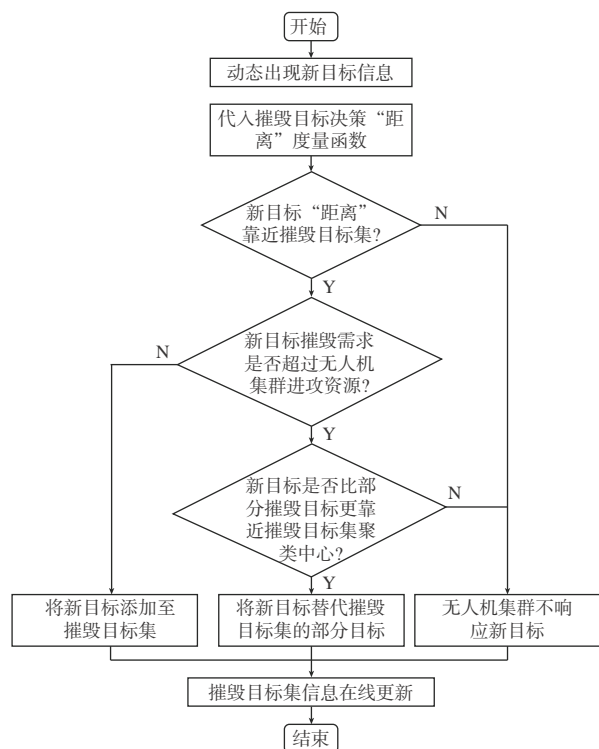 开始
动态出现新目标信息
代入摧毁目标决策“距
离”度量函数
新目标“距离”
靠近摧毁目标集?
N
Y
新目标摧毁需求
是否超过无人机
集群进攻资源?
N
Y
新目标是否比部
分摧毁目标更靠
近摧毁目标集聚
类中心?
N
Y
将新目标添加至
摧毁目标集
将新目标替代摧毁
目标集的部分目标
无人机集群不响
应新目标
摧毁目标集信息在线更新
结束